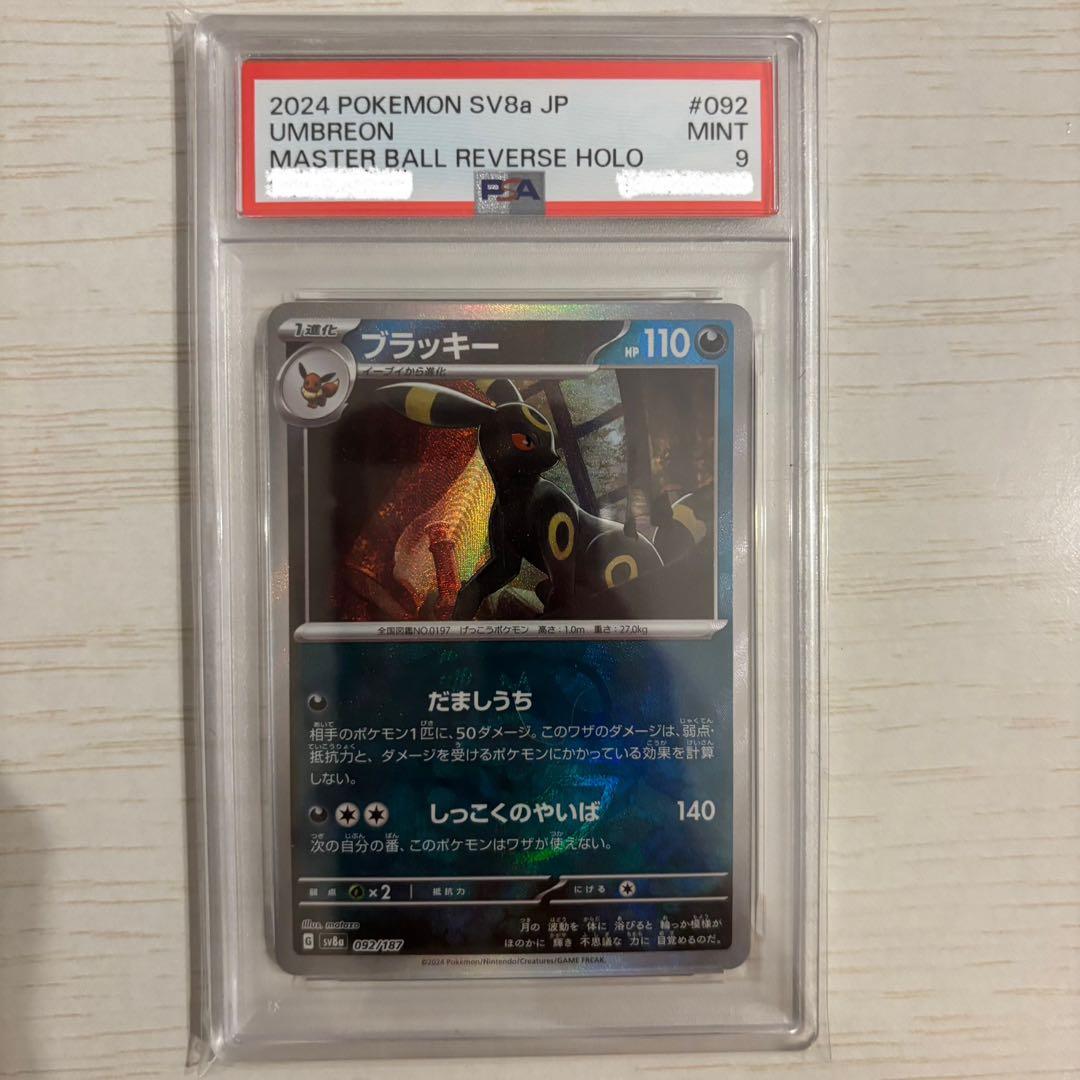 2024 POKEMON SV8a JP #092
UMBREON MINT
MASTER BALL REVERSE HOLO 9
PSA
1進化 ブラッキー HP 110
イーブイから進化
全国図鑑NO.0197 げっこうポケモン 高さ：1.0m 重さ：27.0kg
だましうち
相手のポケモン1匹に、50ダメージ。このワザのダメージは、弱点・
抵抗力と、ダメージを受けるポケモンにかかっている効果を計算
しない。
しっこくのやいば 140
次の自分の番、このポケモンはワザが使えない。
弱点 ×2 抵抗力 にげる
Illus. matazo
G sv8a 092/187
月の 波動を 体に 浴びると 輪っか模様が
ほのかに 輝き 不思議な 力に 目覚めるのだ。
©2024 Pokémon/Nintendo/Creatures/GAME FREAK.